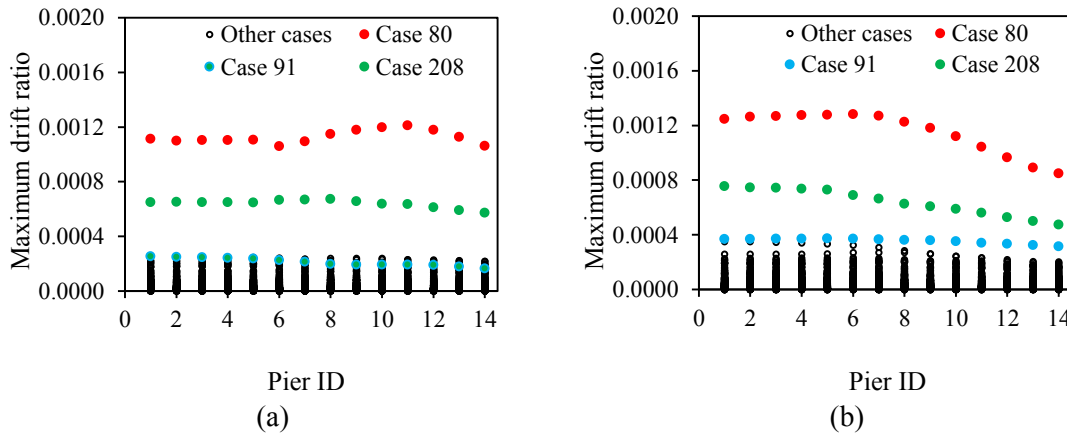 0.0020
0.0016
0.0012
0.0008
0.0004
0.0000
Maximum drift ratio
Other cases
Case 80
Case 91
Case 208
0 2 4 6 8 10 12 14
Pier ID
(a)
0.0020
0.0016
0.0012
0.0008
0.0004
0.0000
Maximum drift ratio
Other cases
Case 80
Case 91
Case 208
0 2 4 6 8 10 12 14
Pier ID
(b)